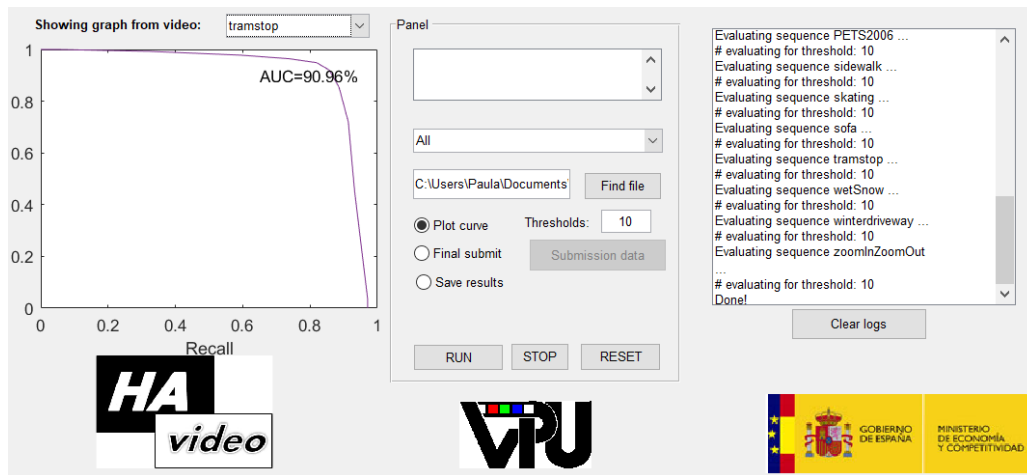 Showing graph from video:
tramstop
AUC=90.96%
1
0.8
0.6
0.4
0.2
0
0
0.2
0.4
0.6
0.8
1
Recall
Panel
All
C:\Users\Paula\Documents
Find file
Plot curve
Thresholds:
10
Final submit
Submission data
Save results
RUN
STOP
RESET
Evaluating sequence PETS2006 ...
# evaluating for threshold: 10
Evaluating sequence sidewalk ...
# evaluating for threshold: 10
Evaluating sequence skating ...
# evaluating for threshold: 10
Evaluating sequence sofa ...
# evaluating for threshold: 10
Evaluating sequence tramstop ...
# evaluating for threshold: 10
Evaluating sequence wetSnow ...
# evaluating for threshold: 10
Evaluating sequence winterdriveway ...
# evaluating for threshold: 10
Evaluating sequence zoomInZoomOut
...
# evaluating for threshold: 10
Done!
Clear logs
HA
video
VPU
GOBIERNO
DE ESPAÑA
MINISTERIO
DE ECONOMÍA
Y COMPETITIVIDAD